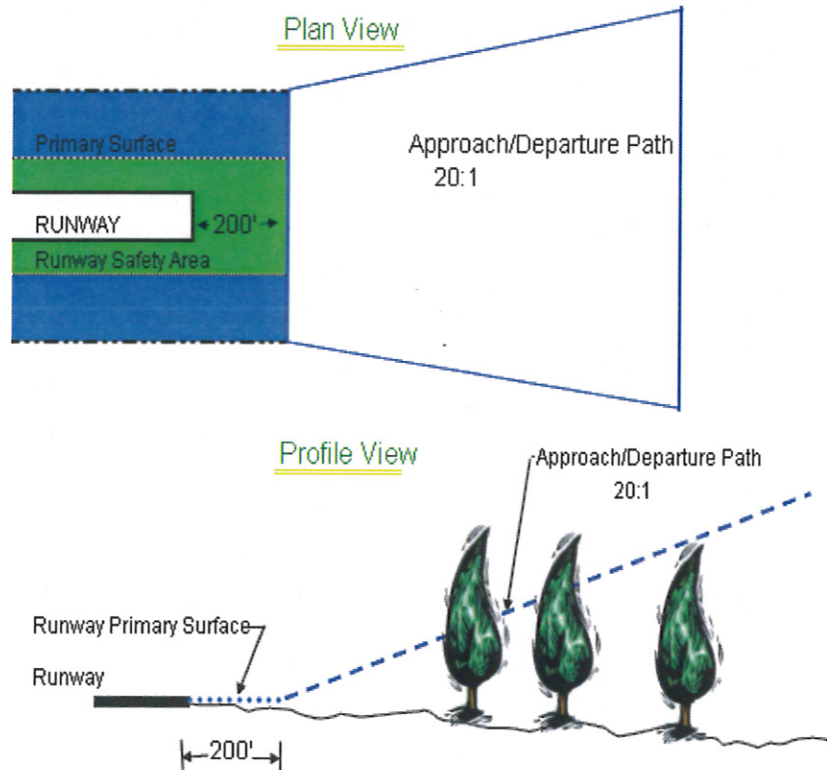 Plan View
Primary Surface
Approach/Departure Path
20:1
RUNWAY
200'
Runway Safety Area
Profile View
Approach/Departure Path
20:1
Runway Primary Surface
Runway
200'